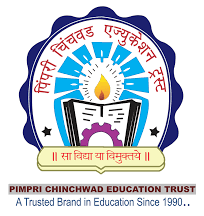 पिंपरी चिंचवड एज्युकेशन ट्रस्ट
॥ सा विद्या या विमुक्तये ॥
PIMPRI CHINCHWAD EDUCATION TRUST
A Trusted Brand in Education Since 1990..